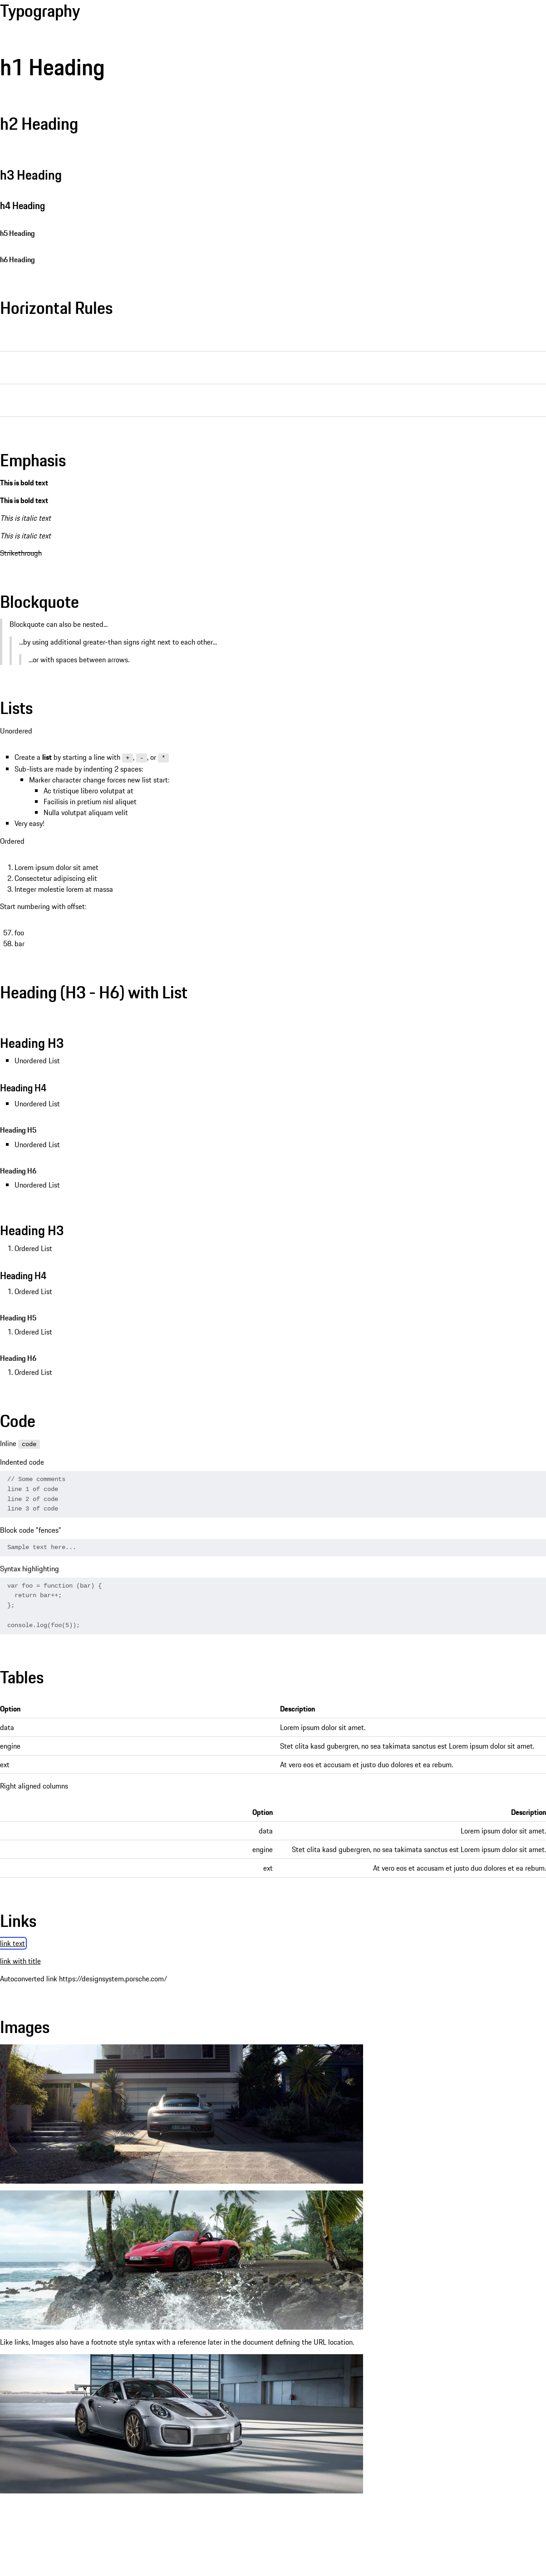 Typography
h1 Heading
h2 Heading
h3 Heading
h4 Heading
h5 Heading
h6 Heading
Horizontal Rules
Emphasis
This is bold text
This is bold text
This is italic text
This is italic text
Strikethrough
Blockquote
Blockquote can also be nested...
...by using additional greater-than signs right next to each other...
...or with spaces between arrows.
Lists
Unordered
Create a list by starting a line with +, -, or *
Sub-lists are made by indenting 2 spaces:
Marker character change forces new list start:
Ac tristique libero volutpat at
Facilisis in pretium nisl aliquet
Nulla volutpat aliquam velit
Very easy!
Ordered
1. Lorem ipsum dolor sit amet
2. Consectetur adipiscing elit
3. Integer molestie lorem at massa
Start numbering with offset:
57. foo
58. bar
Heading (H3 - H6) with List
Heading H3
Unordered List
Heading H4
Unordered List
Heading H5
Unordered List
Heading H6
Unordered List
Heading H3
1. Ordered List
Heading H4
1. Ordered List
Heading H5
1. Ordered List
Heading H6
1. Ordered List
Code
Inline code
Indented code
// Some comments
line 1 of code
line 2 of code
line 3 of code
Block code "fences"
Sample text here...
Syntax highlighting
var foo = function (bar) {
  return bar++;
};
console.log(foo(5));
Tables
Option Description
data Lorem ipsum dolor sit amet.
engine Stet clita kasd gubergren, no sea takimata sanctus est Lorem ipsum dolor sit amet.
ext At vero eos et accusam et justo duo dolores et ea rebum.
Right aligned columns
Option Description
data Lorem ipsum dolor sit amet.
engine Stet clita kasd gubergren, no sea takimata sanctus est Lorem ipsum dolor sit amet.
ext At vero eos et accusam et justo duo dolores et ea rebum.
Links
link text
link with title
Autoconverted link https://designsystem.porsche.com/
Images
Like links, Images also have a footnote style syntax with a reference later in the document defining the URL location.